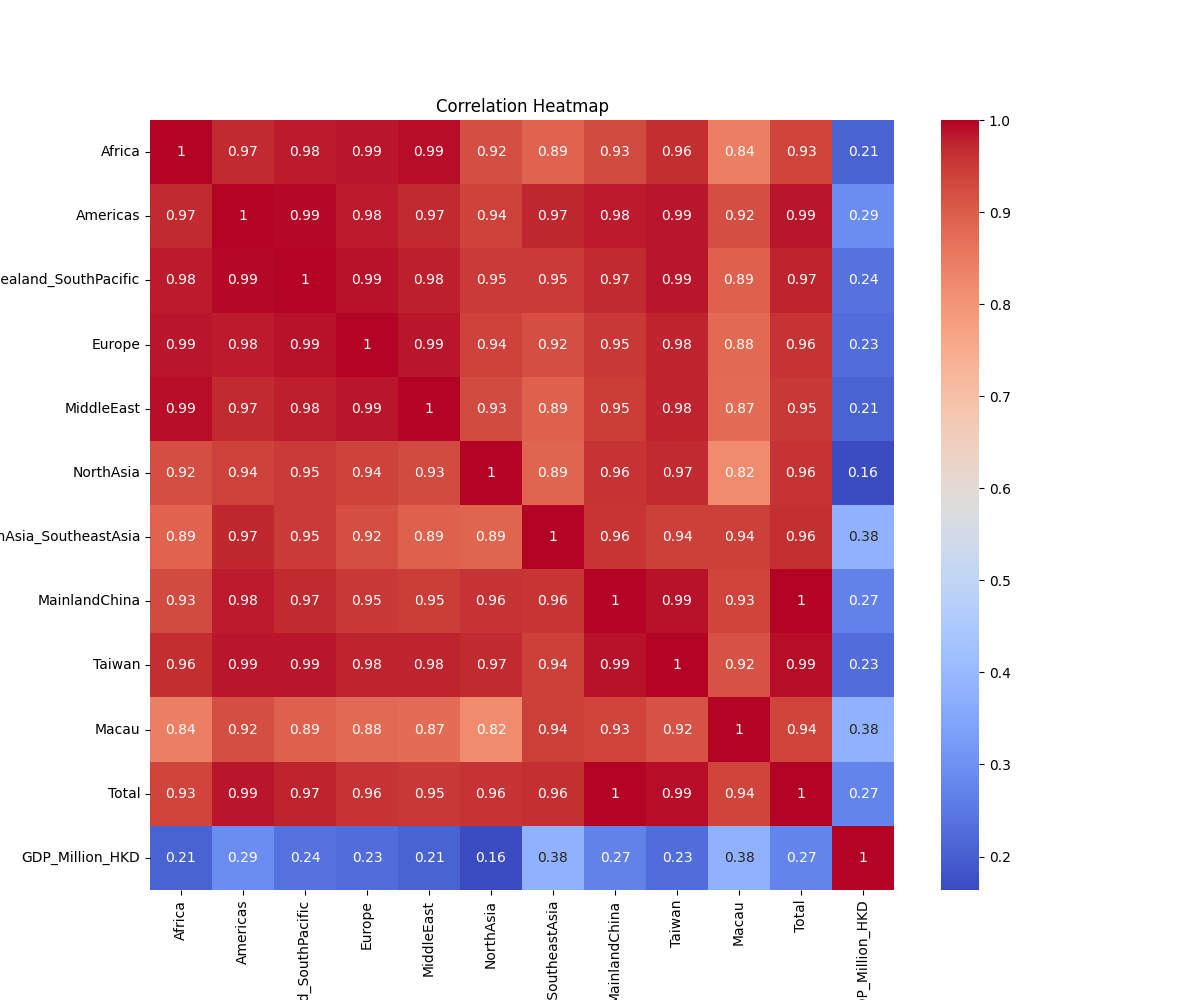 Correlation Heatmap
Africa 1 0.97 0.98 0.99 0.99 0.92 0.89 0.93 0.96 0.84 0.93 0.21
Americas 0.97 1 0.99 0.98 0.97 0.94 0.97 0.98 0.99 0.92 0.99 0.29
ealand_SouthPacific 0.98 0.99 1 0.99 0.98 0.95 0.95 0.97 0.99 0.89 0.97 0.24
Europe 0.99 0.98 0.99 1 0.99 0.94 0.92 0.95 0.98 0.88 0.96 0.23
MiddleEast 0.99 0.97 0.98 0.99 1 0.93 0.89 0.95 0.98 0.87 0.95 0.21
NorthAsia 0.92 0.94 0.95 0.94 0.93 1 0.89 0.96 0.97 0.82 0.96 0.16
hAsia_SoutheastAsia 0.89 0.97 0.95 0.92 0.89 0.89 1 0.96 0.94 0.94 0.96 0.38
MainlandChina 0.93 0.98 0.97 0.95 0.95 0.96 0.96 1 0.99 0.93 1 0.27
Taiwan 0.96 0.99 0.99 0.98 0.98 0.97 0.94 0.99 1 0.92 0.99 0.23
Macau 0.84 0.92 0.89 0.88 0.87 0.82 0.94 0.93 0.92 1 0.94 0.38
Total 0.93 0.99 0.97 0.96 0.95 0.96 0.96 1 0.99 0.94 1 0.27
GDP_Million_HKD 0.21 0.29 0.24 0.23 0.21 0.16 0.38 0.27 0.23 0.38 0.27 1
Africa
Americas
d_SouthPacific
Europe
MiddleEast
NorthAsia
SoutheastAsia
MainlandChina
Taiwan
Macau
Total
DP_Million_HKD
1.0
0.9
0.8
0.7
0.6
0.5
0.4
0.3
0.2